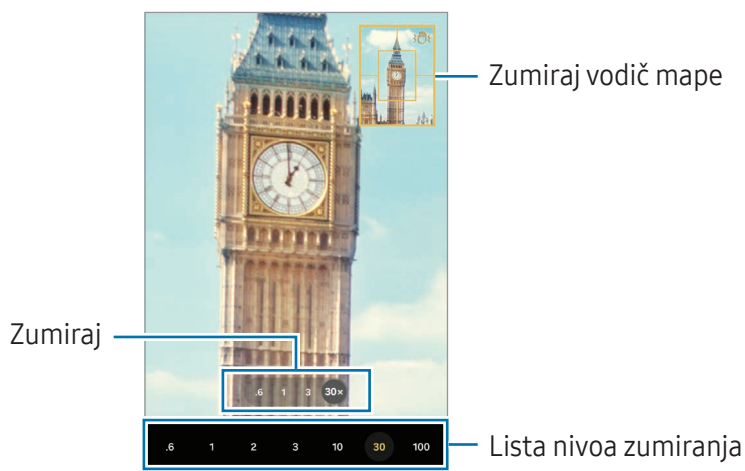 Zumiraj vodič mape
Zumiraj
.6 1 3 30×
.6 1 2 3 10 30 100
Lista nivoa zumiranja